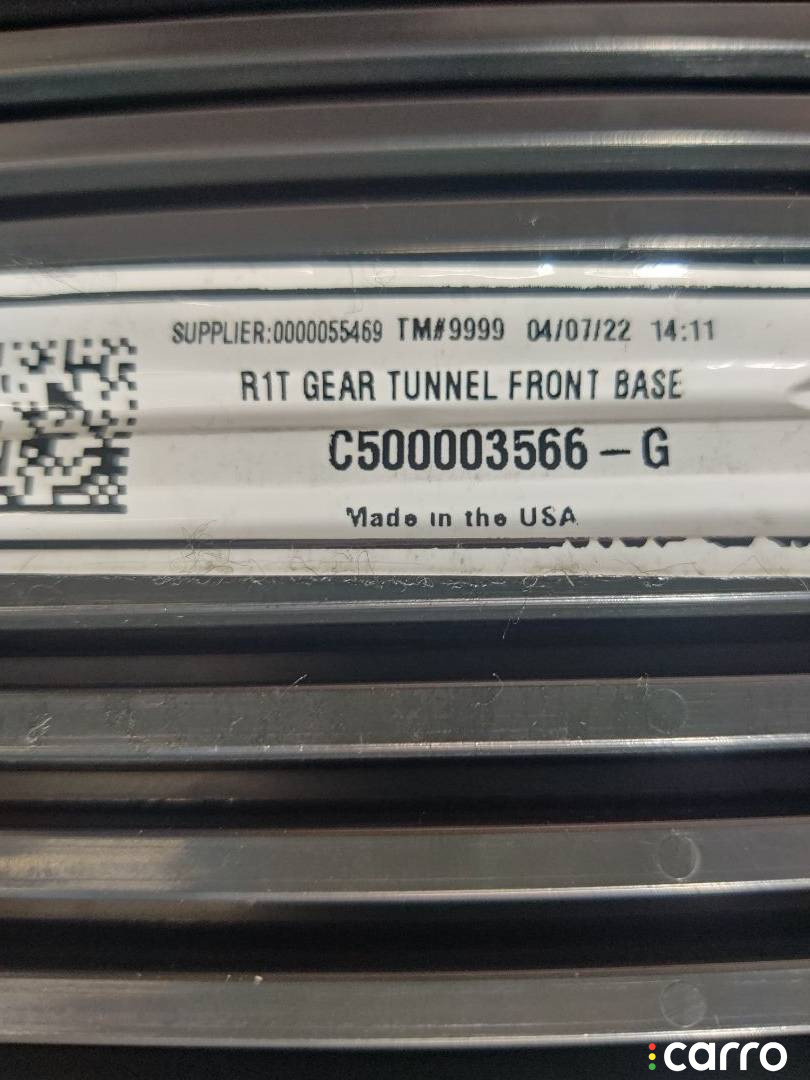 SUPPLIER:0000055469 TM#9999 04/07/22 14:11
R1T GEAR TUNNEL FRONT BASE
C500003566-G
Made in the USA
carro